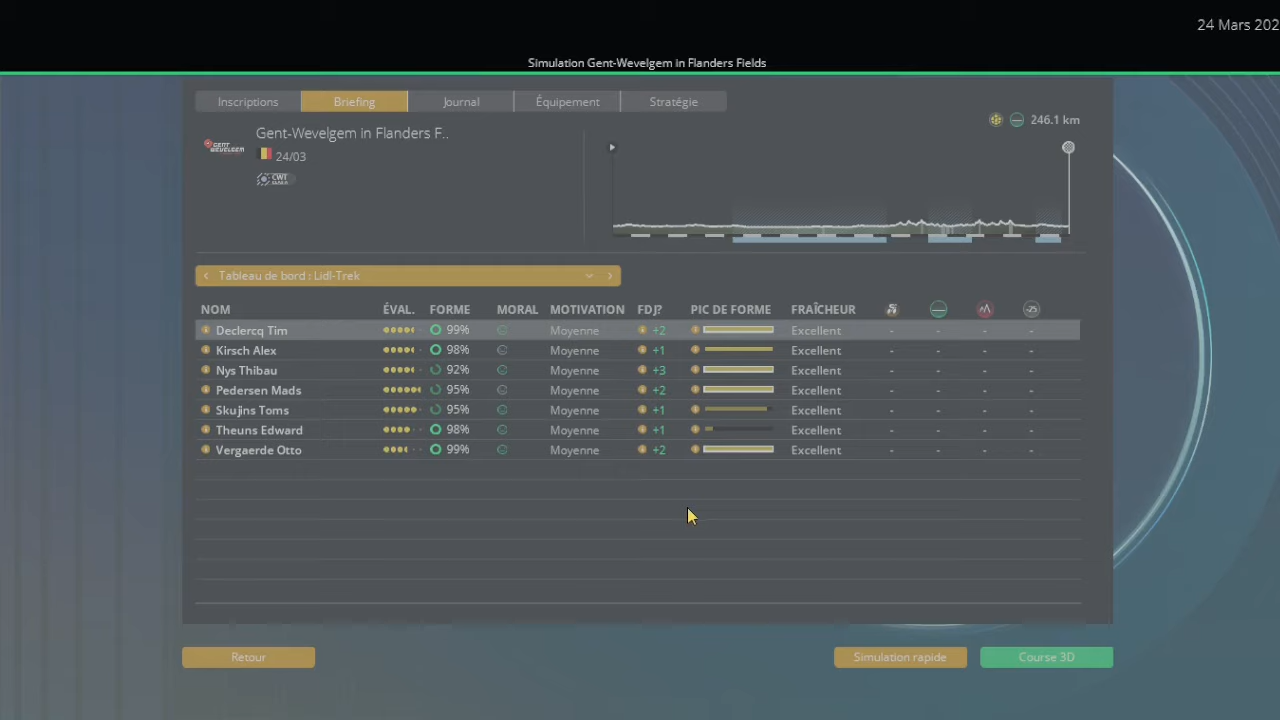 24 Mars 202
Simulation Gent-Wevelgem in Flanders Fields
Inscriptions Briefing Journal Équipement Stratégie
246.1 km
Gent-Wevelgem in Flanders F..
GENT WEVELGEM
24/03
CWT
Tableau de bord : Lidl-Trek
NOM ÉVAL. FORME MORAL MOTIVATION FDJ? PIC DE FORME FRAÎCHEUR
Declercq Tim 99% Moyenne +2 Excellent - - - -
Kirsch Alex 98% Moyenne +1 Excellent - - - -
Nys Thibau 92% Moyenne +3 Excellent - - - -
Pedersen Mads 95% Moyenne +2 Excellent - - - -
Skujins Toms 95% Moyenne +1 Excellent - - - -
Theuns Edward 98% Moyenne +1 Excellent - - - -
Vergaerde Otto 99% Moyenne +2 Excellent - - - -
Retour Simulation rapide Course 3D